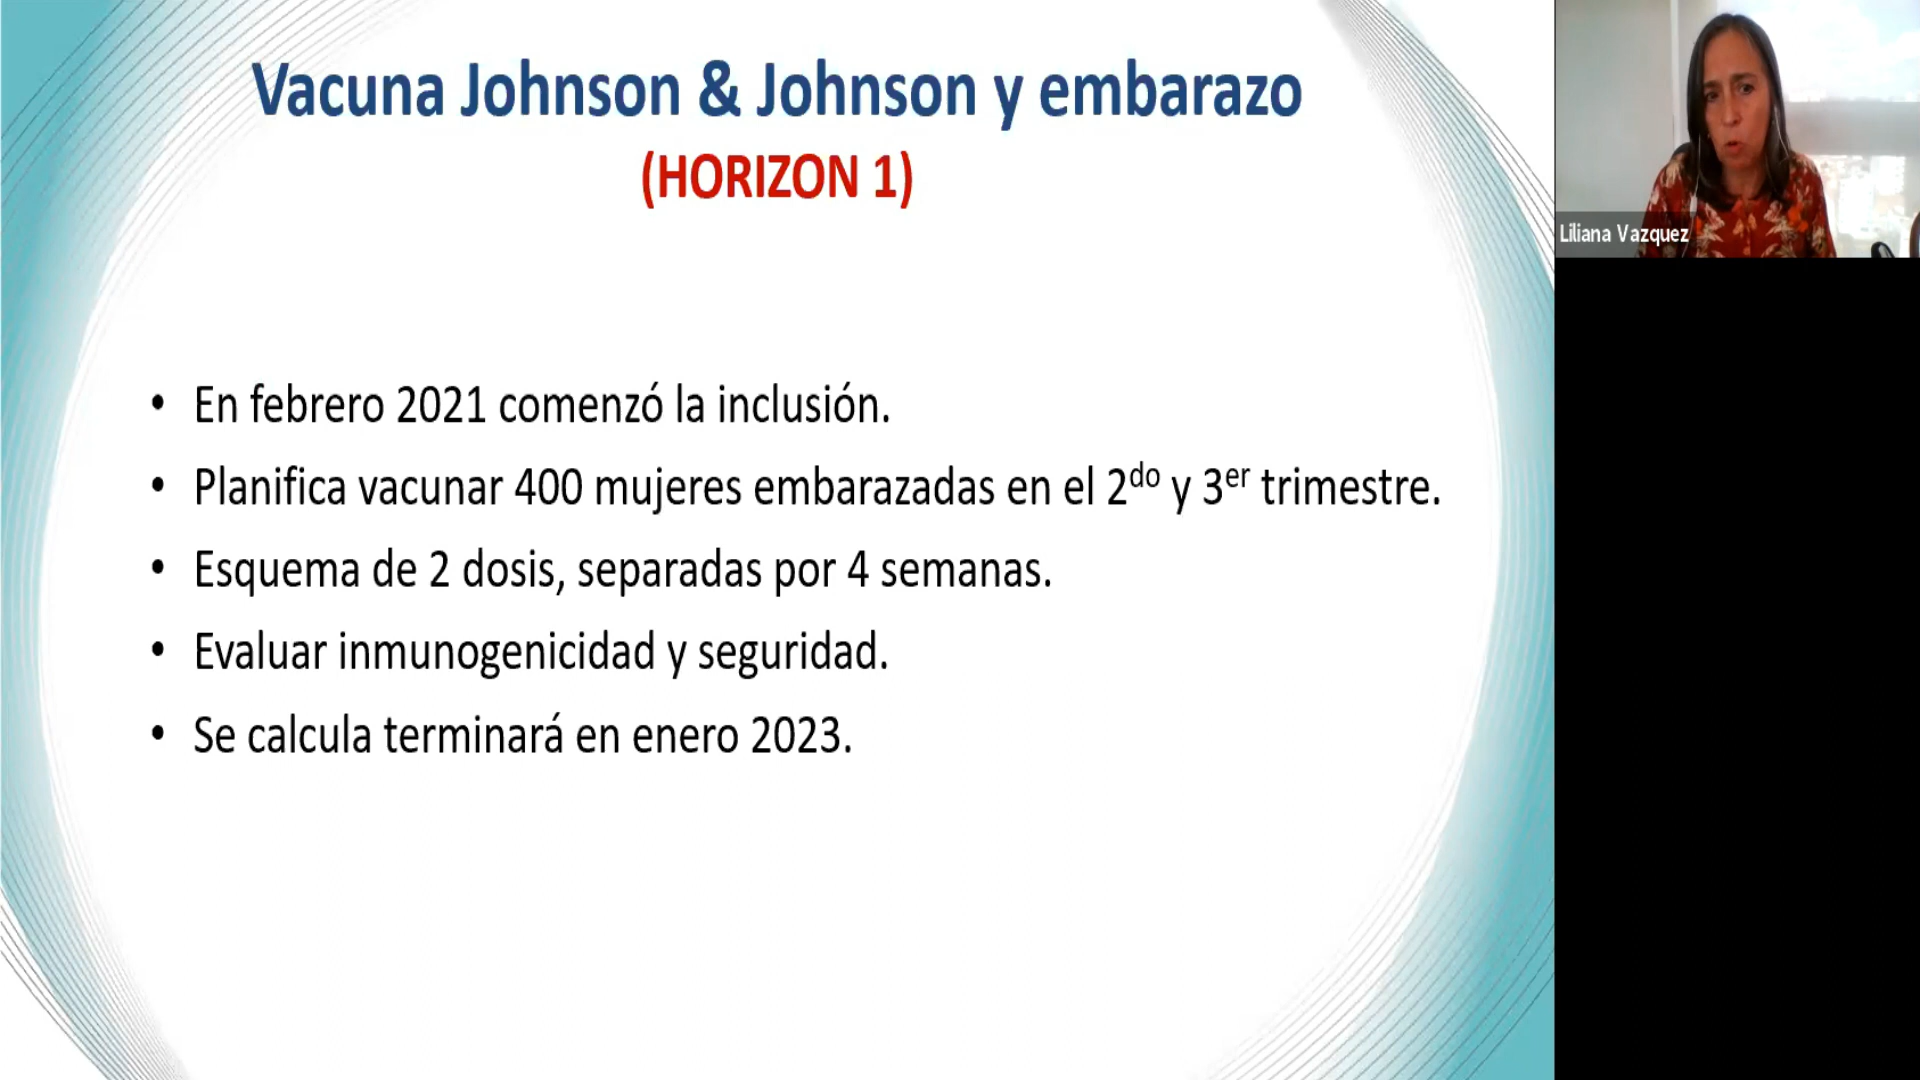 Vacuna Johnson & Johnson y embarazo
(HORIZON 1)
Liliana Vazquez
• En febrero 2021 comenzó la inclusión.
• Planifica vacunar 400 mujeres embarazadas en el 2do y 3er trimestre.
• Esquema de 2 dosis, separadas por 4 semanas.
• Evaluar inmunogenicidad y seguridad.
• Se calcula terminará en enero 2023.